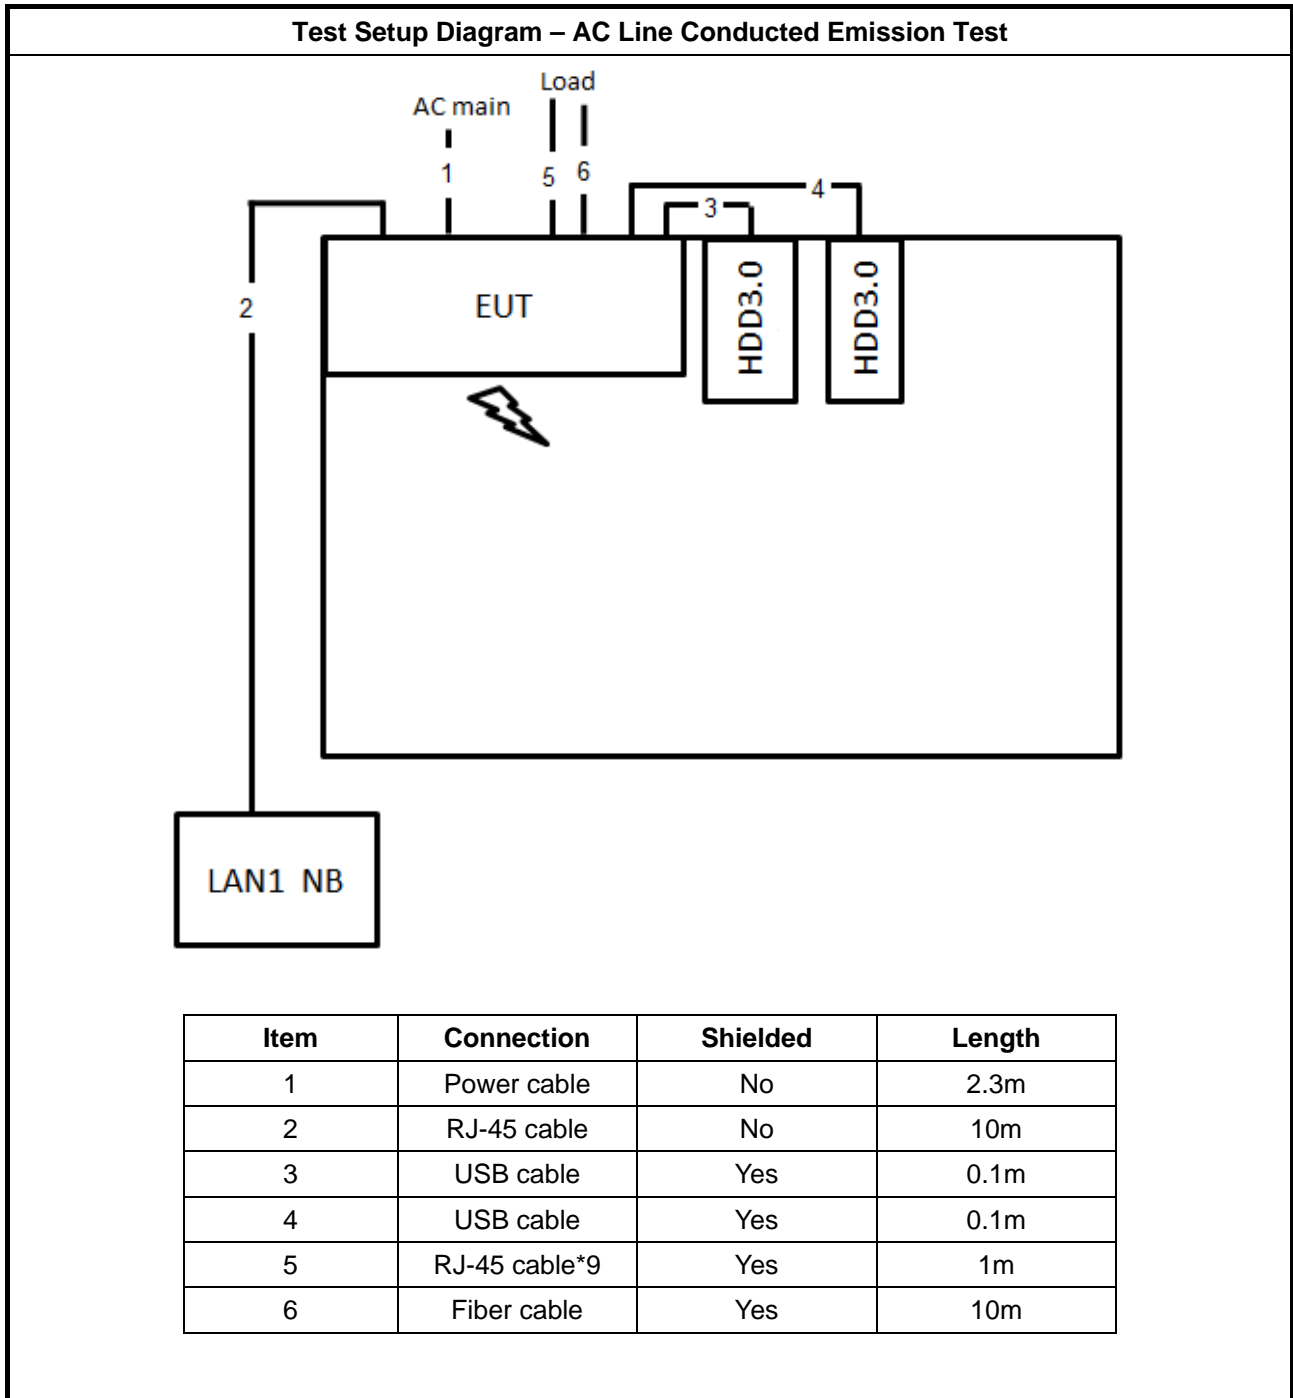 Test Setup Diagram – AC Line Conducted Emission Test
Load
AC main
1
5
6
4
3
2
EUT
HDD3.0
HDD3.0
LAN1 NB
Item Connection Shielded Length
1 Power cable No 2.3m
2 RJ-45 cable No 10m
3 USB cable Yes 0.1m
4 USB cable Yes 0.1m
5 RJ-45 cable*9 Yes 1m
6 Fiber cable Yes 10m